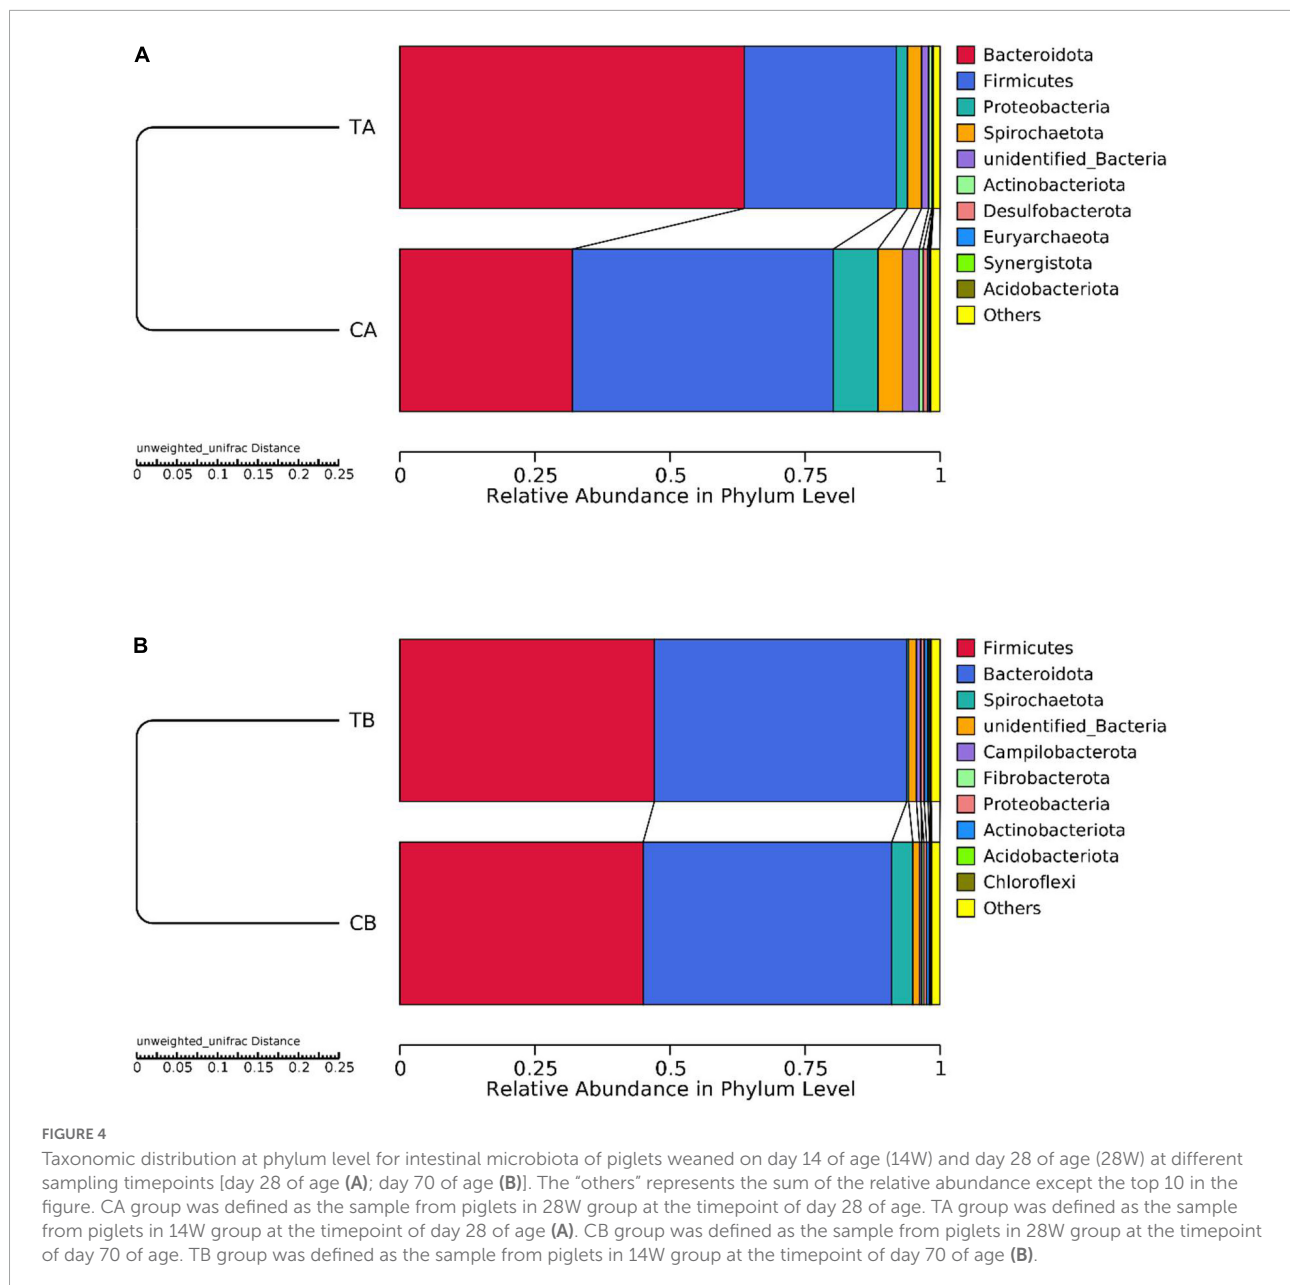 A
TA
CA
Bacteroidota
Firmicutes
Proteobacteria
Spirochaetota
unidentified_Bacteria
Actinobacteriota
Desulfobacterota
Euryarchaeota
Synergistota
Acidobacteriota
Others
unweighted_unifrac Distance
0 0.05 0.1 0.15 0.2 0.25
0 0.25 0.5 0.75 1
Relative Abundance in Phylum Level
B
TB
CB
Firmicutes
Bacteroidota
Spirochaetota
unidentified_Bacteria
Campilobacterota
Fibrobacterota
Proteobacteria
Actinobacteriota
Acidobacteriota
Chloroflexi
Others
unweighted_unifrac Distance
0 0.05 0.1 0.15 0.2 0.25
0 0.25 0.5 0.75 1
Relative Abundance in Phylum Level
FIGURE 4
Taxonomic distribution at phylum level for intestinal microbiota of piglets weaned on day 14 of age (14W) and day 28 of age (28W) at different
sampling timepoints [day 28 of age (A); day 70 of age (B)]. The “others” represents the sum of the relative abundance except the top 10 in the
figure. CA group was defined as the sample from piglets in 28W group at the timepoint of day 28 of age. TA group was defined as the sample
from piglets in 14W group at the timepoint of day 28 of age (A). CB group was defined as the sample from piglets in 28W group at the timepoint
of day 70 of age. TB group was defined as the sample from piglets in 14W group at the timepoint of day 70 of age (B).